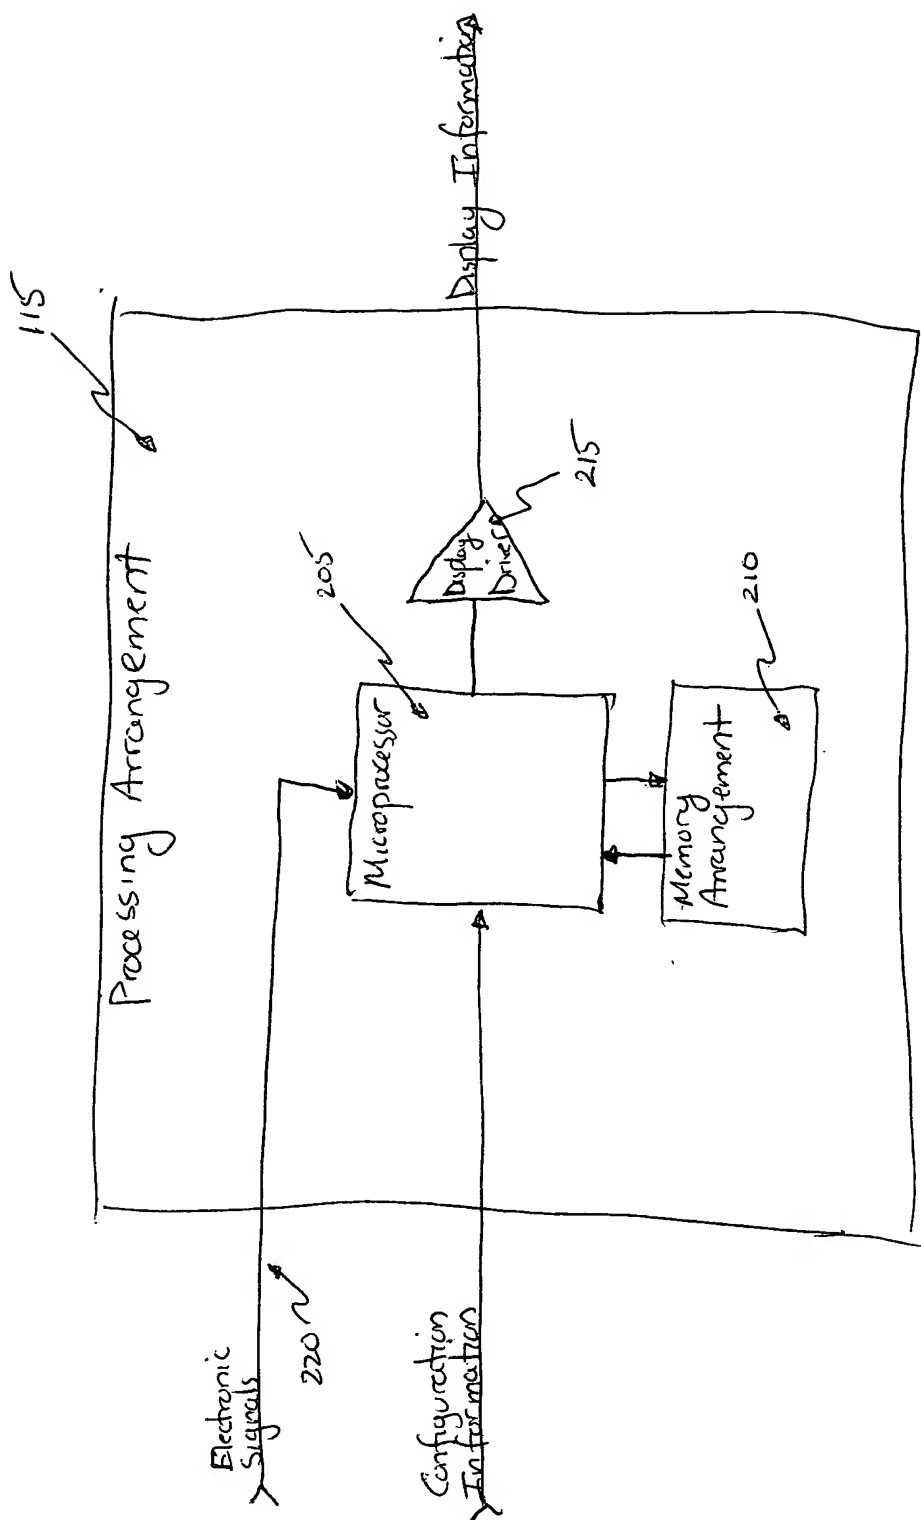 115
Processing Arrangement
Electronic
Signals
220
Configuration
Information
Microprocessor
205
Display
Driver
215
Memory
Arrangement
210
Display Information